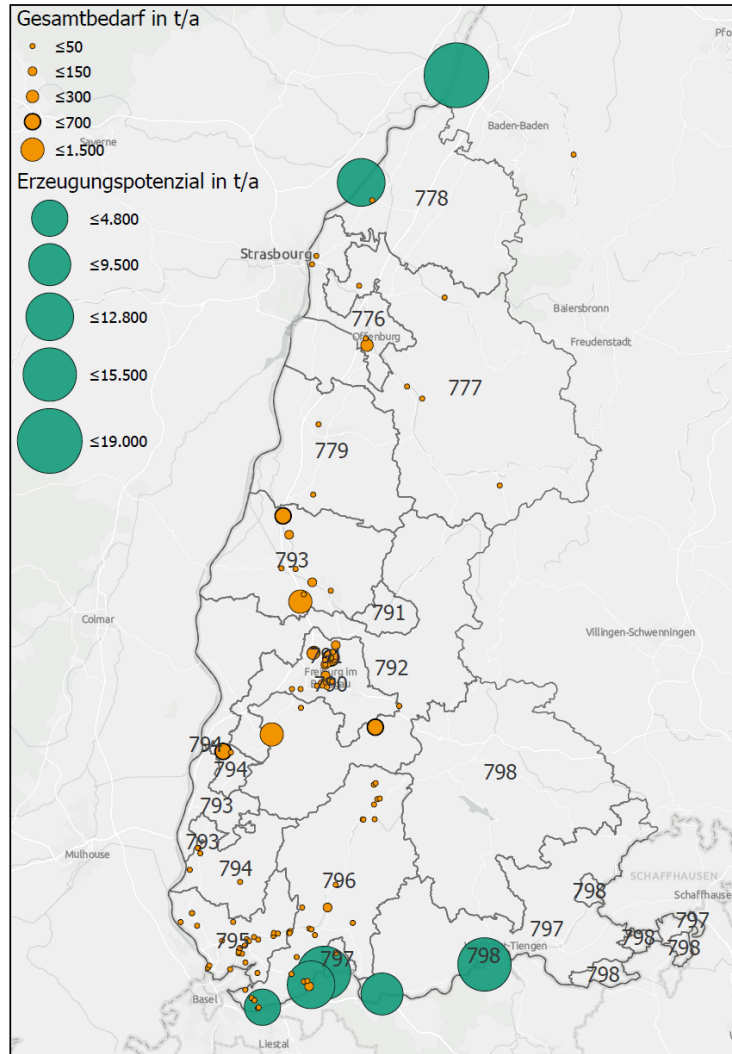 Gesamtbedarf in t/a
≤50
≤150
≤300
≤700
≤1.500
Erzeugungspotenzial in t/a
≤4.800
≤9.500
≤12.800
≤15.500
≤19.000
Baden-Baden
Saverne
778
Strasbourg
Baiersbronn
776
Offenburg
Freudenstadt
777
779
793
791
Colmar
Villingen-Schwenningen
792
Freiburg im
790
794
794
798
793
793
Mulhouse
794
796
SCHAFFHAUSEN
798
Schaffhause
797
797
795
798
798
797
798
-Tiengen
798
Basel
Liestal